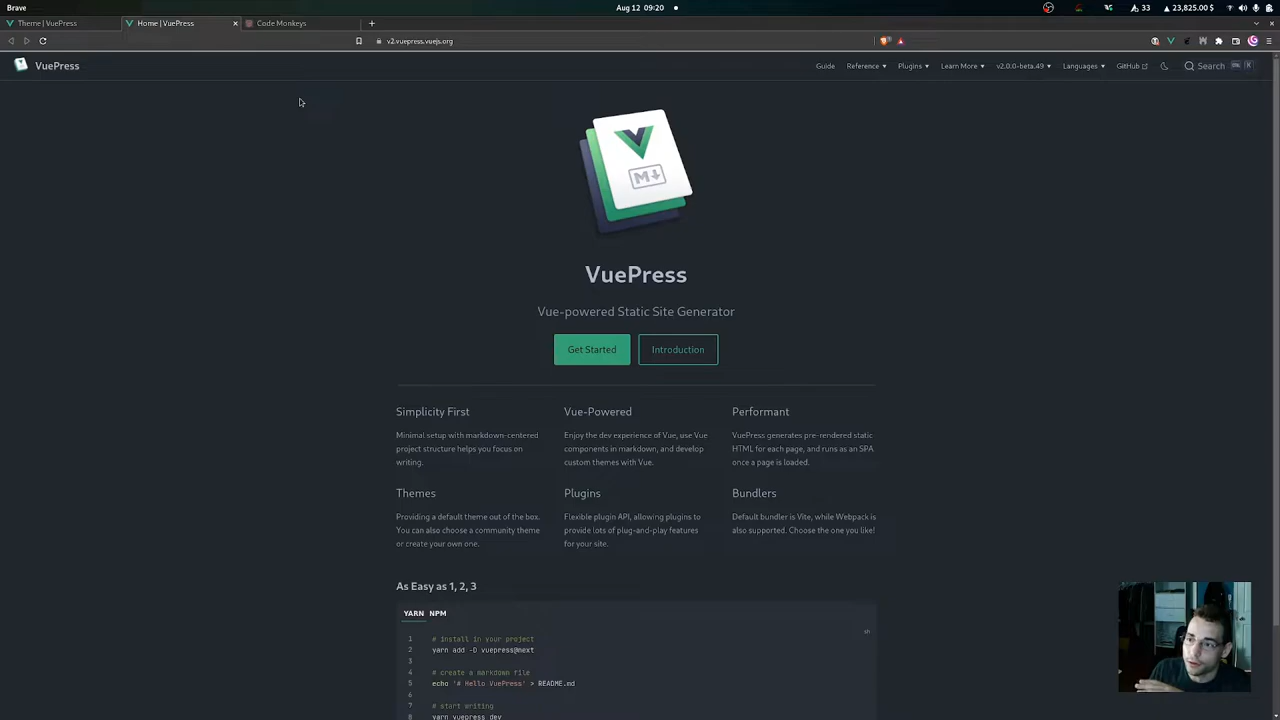 Brave
Aug 12 09:20
33
23,825.00 $
Theme | VuePress
Home | VuePress
Code Monkeys
v2.vuepress.vuejs.org
VuePress
Guide
Reference
Plugins
Learn More
v2.0.0-beta.49
Languages
GitHub
Search
K
M
VuePress
Vue-powered Static Site Generator
Get Started
Introduction
Simplicity First
Minimal setup with markdown-centered
project structure helps you focus on
writing.
Vue-Powered
Enjoy the dev experience of Vue, use Vue
components in markdown, and develop
custom themes with Vue.
Performant
VuePress generates pre-rendered static
HTML for each page, and runs as an SPA
once a page is loaded.
Themes
Providing a default theme out of the box.
You can also choose a community theme
or create your own one.
Plugins
Flexible plugin API, allowing plugins to
provide lots of plug-and-play features
for your site.
Bundlers
Default bundler is Vite, while Webpack is
also supported. Choose the one you like!
As Easy as 1, 2, 3
YARN NPM
sh
1 # install in your project
2 yarn add -D vuepress@next
3
4 # create a markdown file
5 echo '# Hello VuePress' > README.md
6
7 # start writing
8 yarn vuepress dev